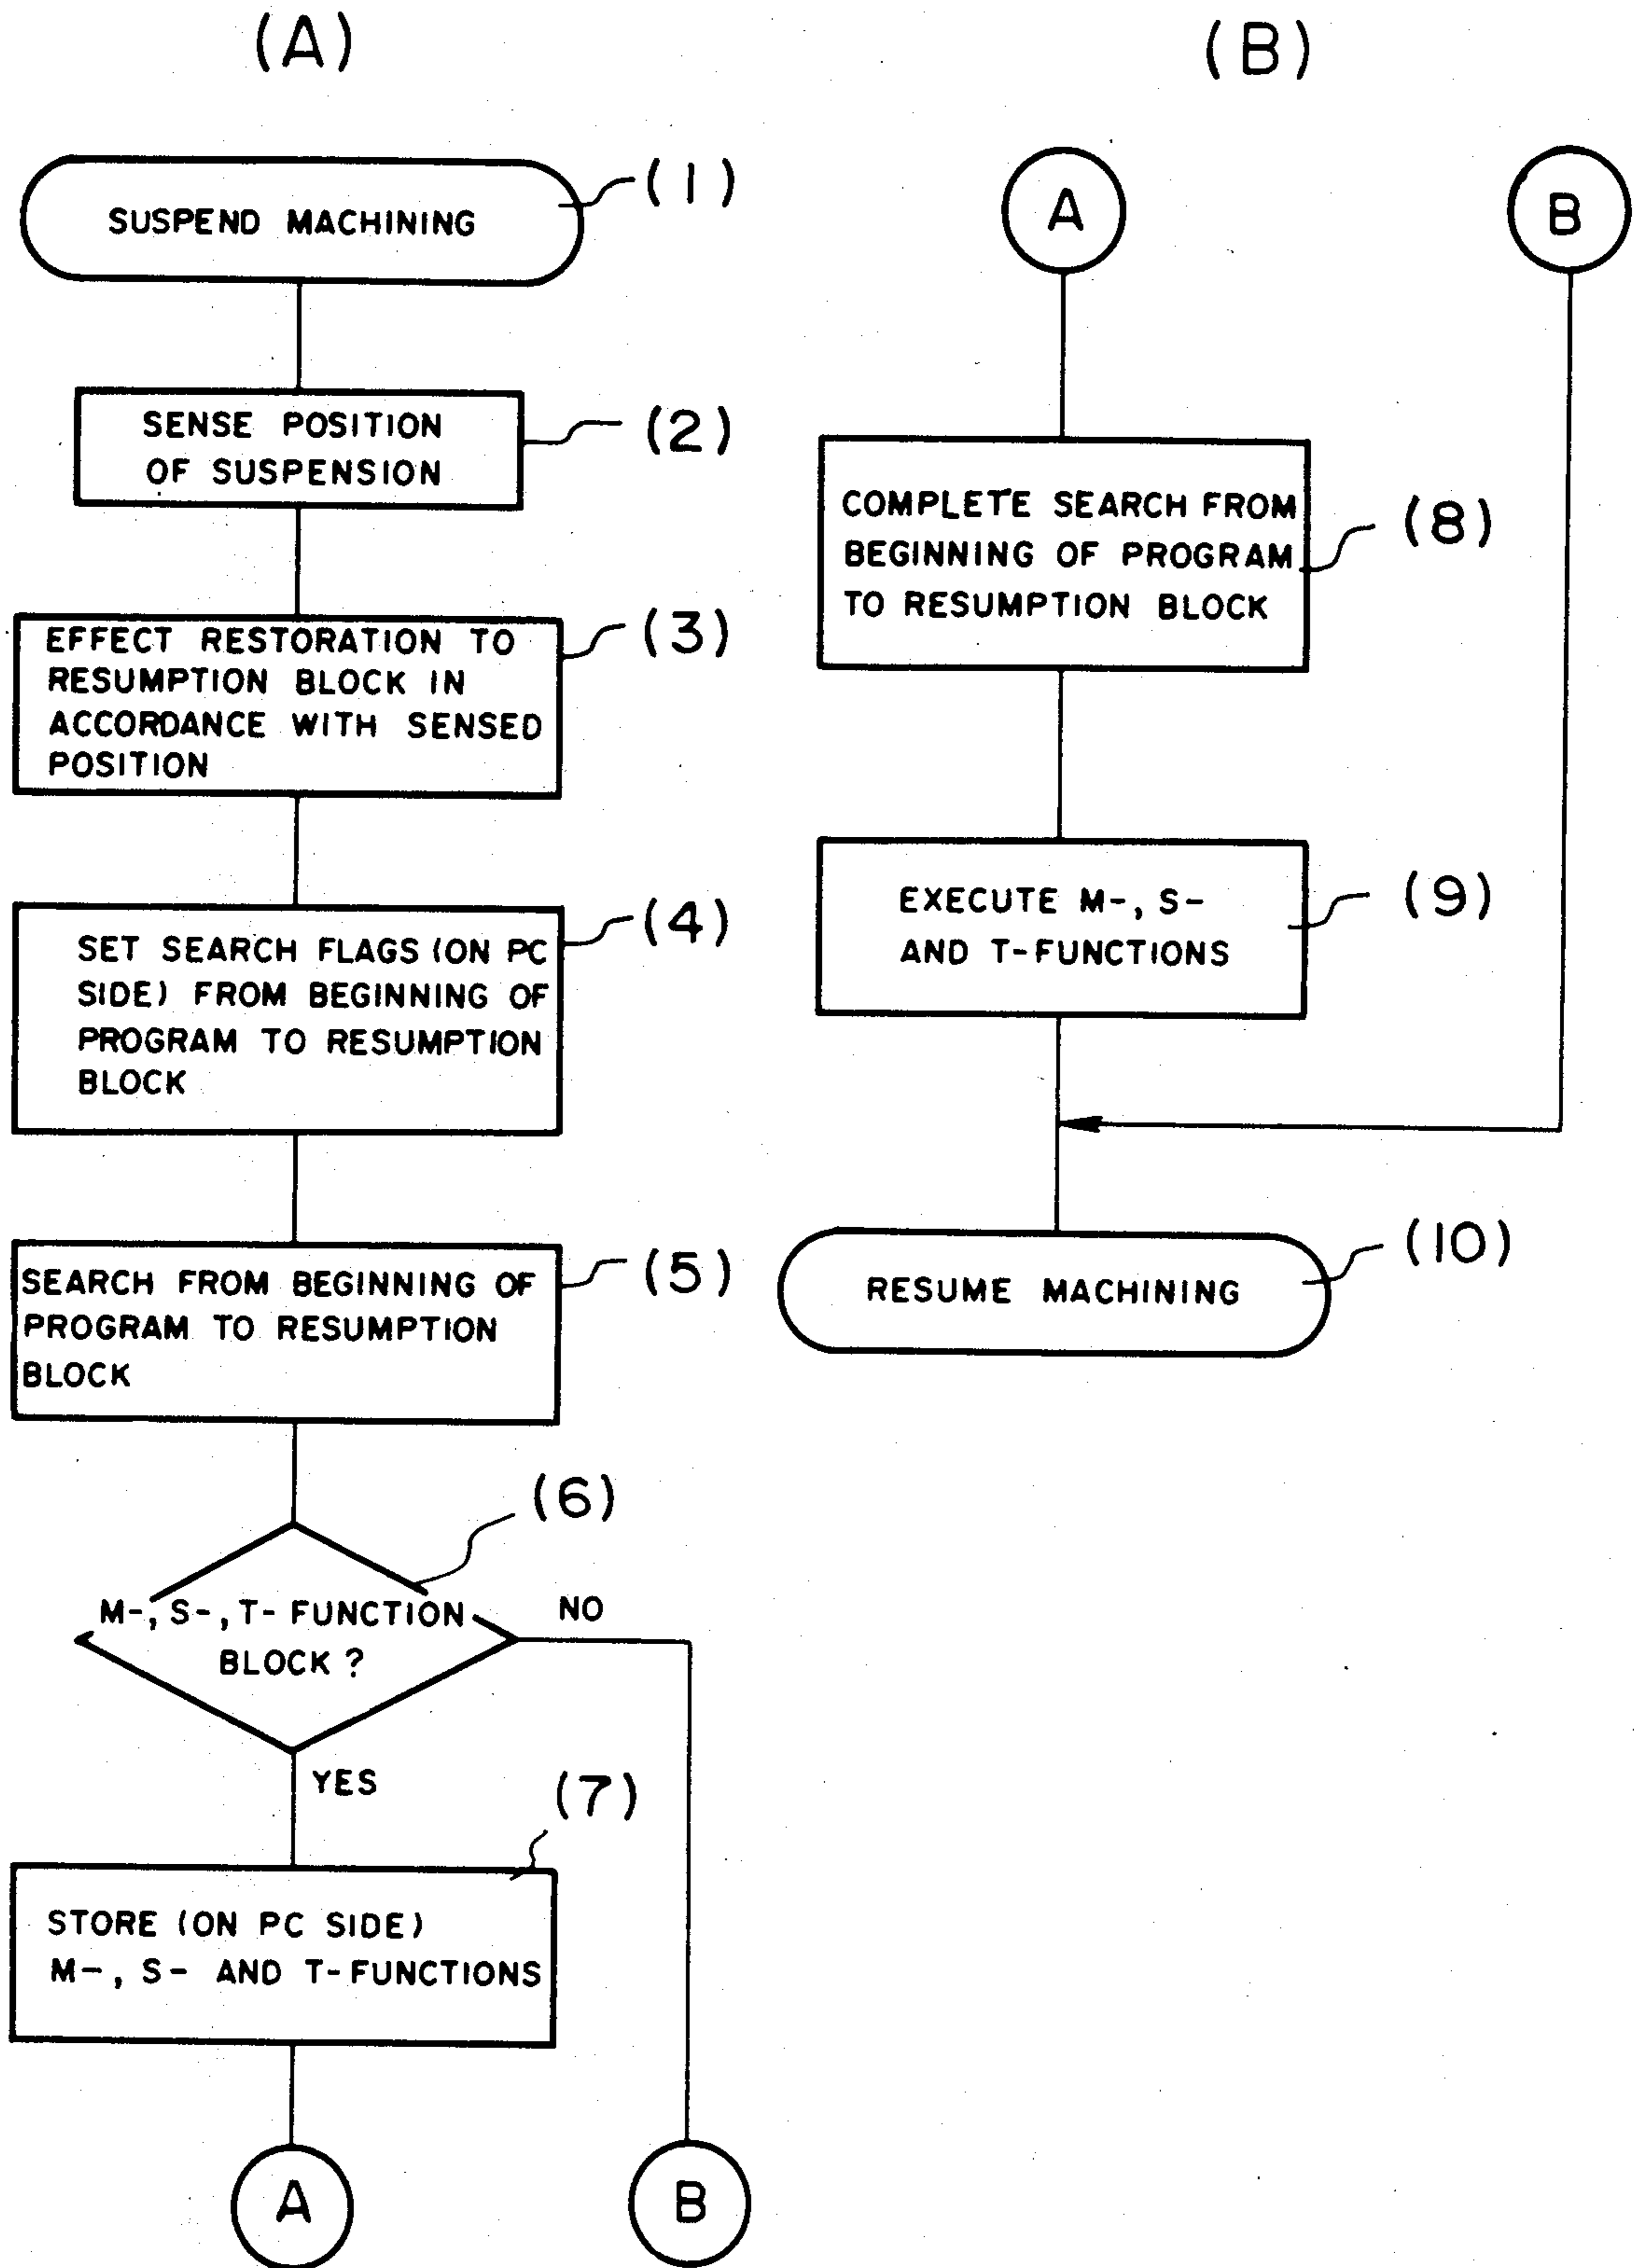 (A)
SUSPEND MACHINING
(1)
SENSE POSITION
OF SUSPENSION
(2)
EFFECT RESTORATION TO
RESUMPTION BLOCK IN
ACCORDANCE WITH SENSED
POSITION
(3)
SET SEARCH FLAGS (ON PC
SIDE) FROM BEGINNING OF
PROGRAM TO RESUMPTION
BLOCK
(4)
SEARCH FROM BEGINNING OF
PROGRAM TO RESUMPTION
BLOCK
(5)
(6)
M-, S-, T- FUNCTION
BLOCK ?
NO
YES
(7)
STORE (ON PC SIDE)
M-, S- AND T-FUNCTIONS
A
B
(B)
A
B
COMPLETE SEARCH FROM
BEGINNING OF PROGRAM
TO RESUMPTION BLOCK
(8)
EXECUTE M-, S-
AND T-FUNCTIONS
(9)
RESUME MACHINING
(10)